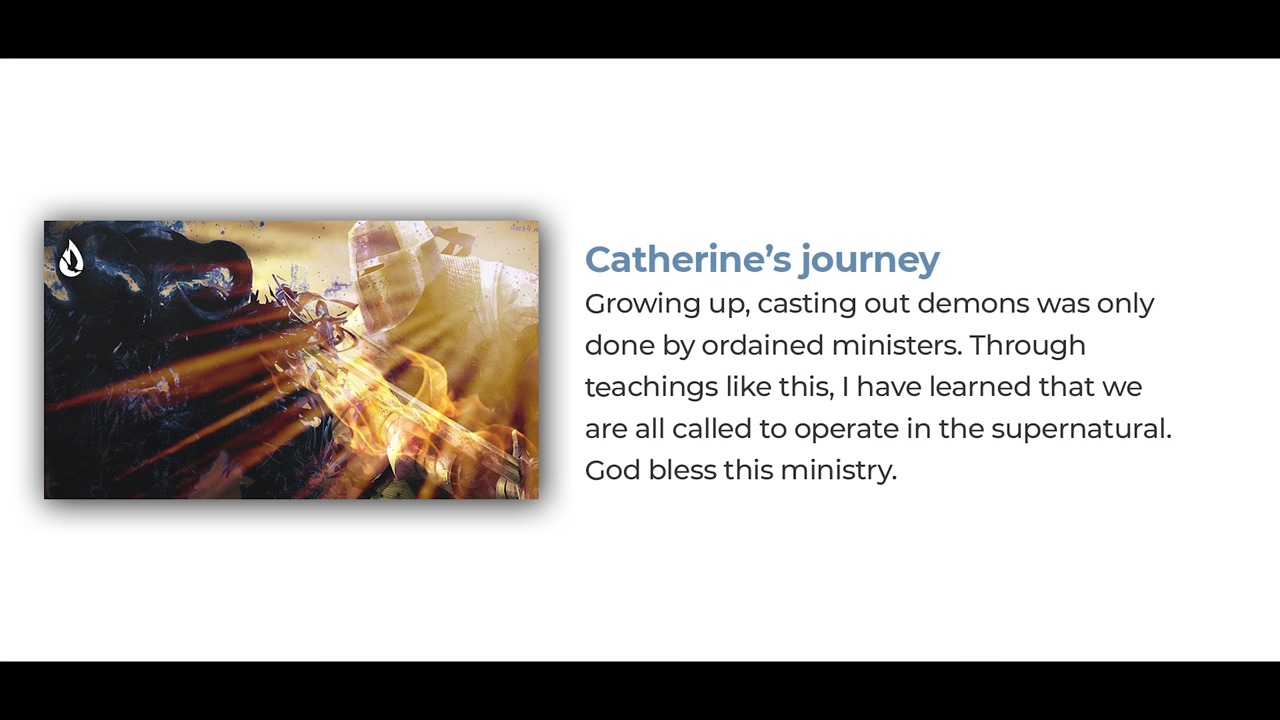 Catherine’s journey
Growing up, casting out demons was only
done by ordained ministers. Through
teachings like this, I have learned that we
are all called to operate in the supernatural.
God bless this ministry.